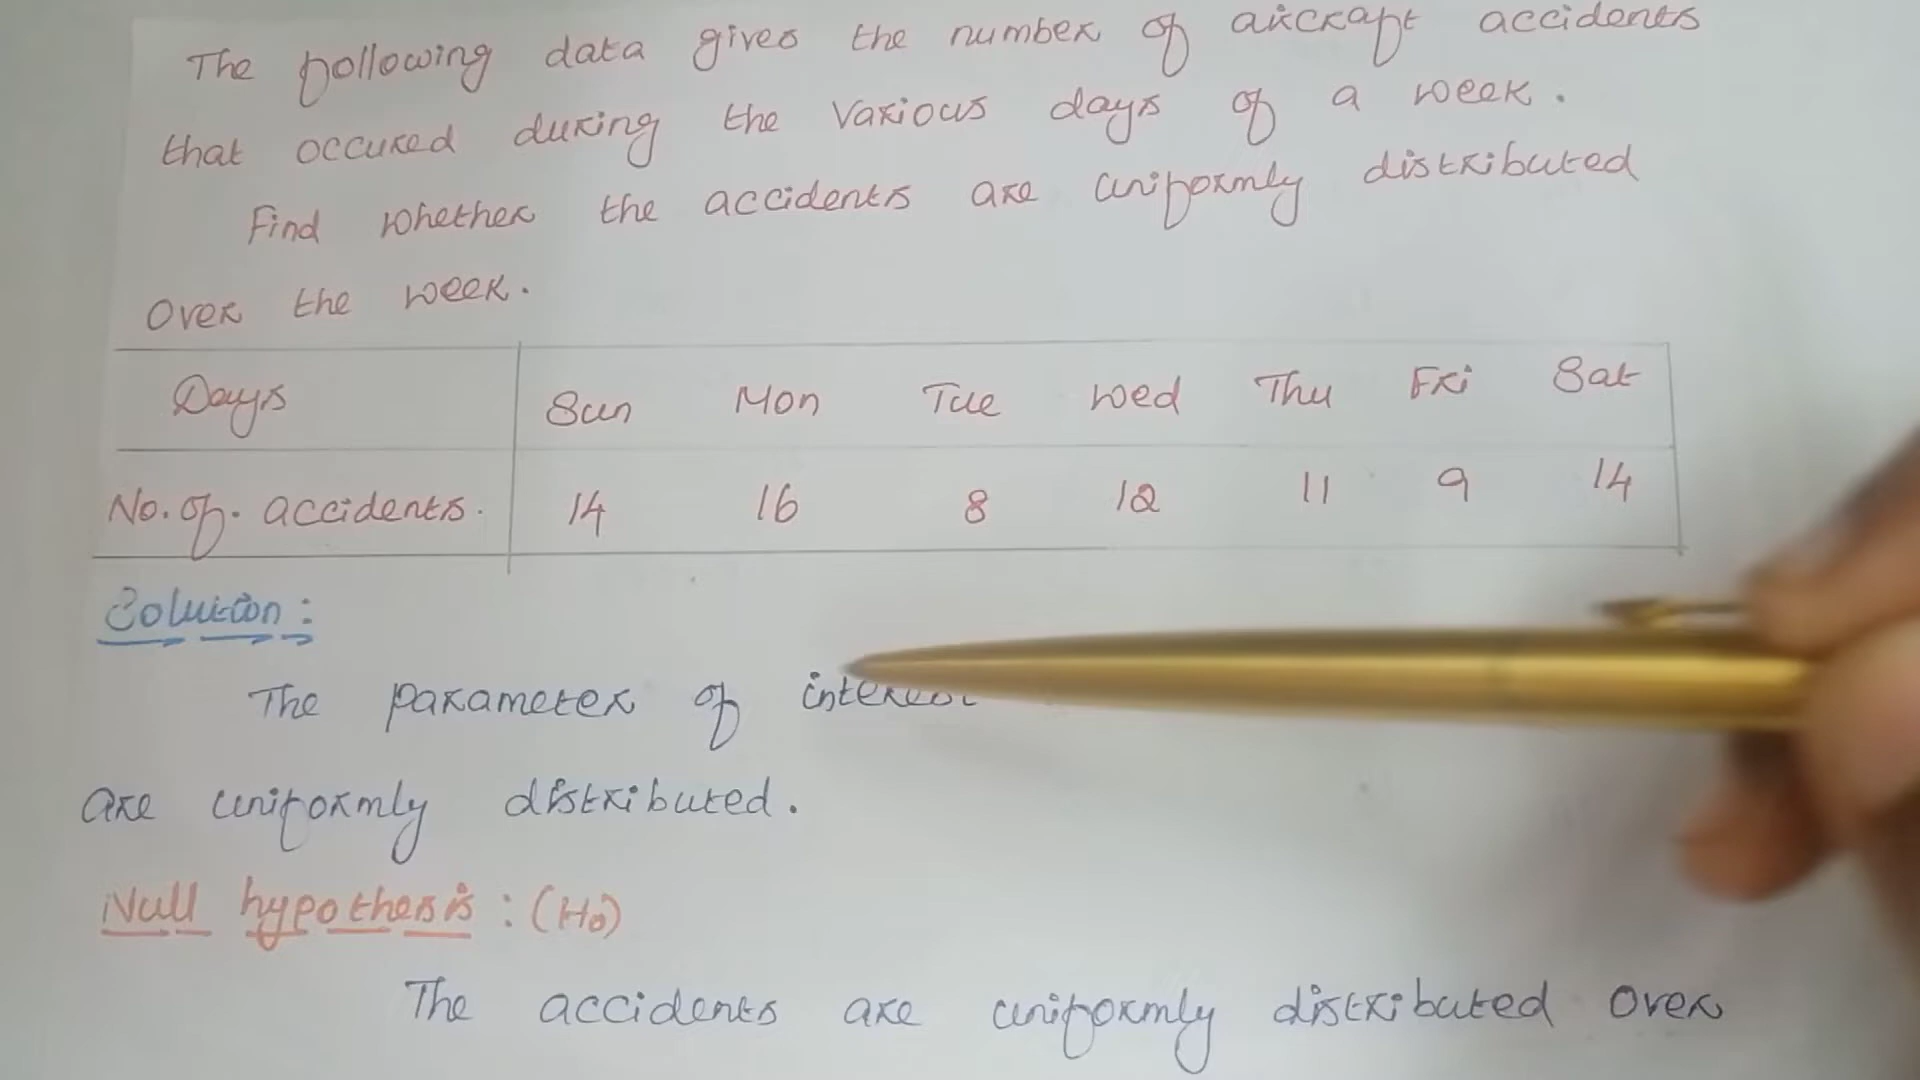 The following data gives the number of aircraft accidents
that occured during the various days of a week.
Find whether the accidents are uniformly distributed
over the week.
Days Sun Mon Tue Wed Thu Fri Sat
No. of. accidents. 14 16 8 12 11 9 14
Solution:
The parameter of interest
are uniformly distributed.
Null hypothesis: (H0)
The accidents are uniformly distributed over